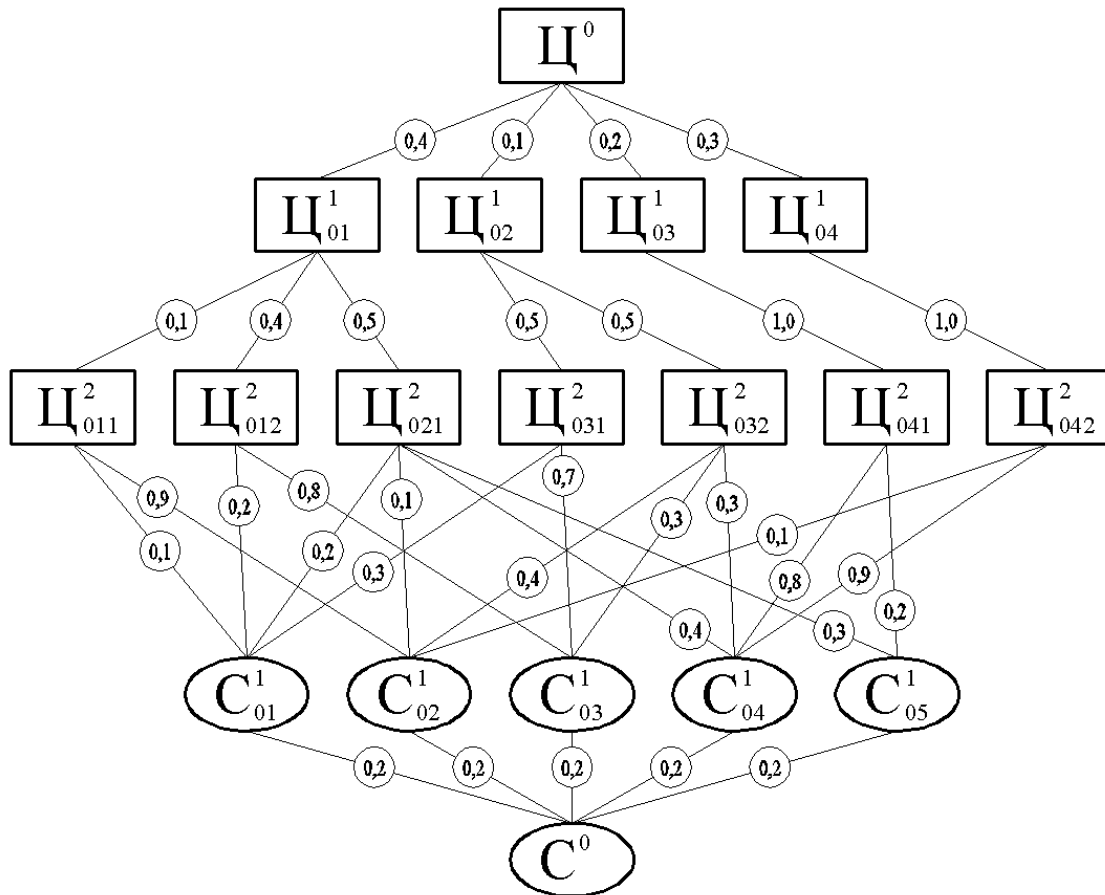 Ц⁰
0,4 0,1 0,2 0,3
Ц¹₀₁ Ц¹₀₂ Ц¹₀₃ Ц¹₀₄
0,1 0,4 0,5 0,5 0,5 1,0 1,0
Ц²₀₁₁ Ц²₀₁₂ Ц²₀₂₁ Ц²₀₃₁ Ц²₀₃₂ Ц²₀₄₁ Ц²₀₄₂
0,9 0,2 0,8 0,1 0,7 0,3 0,3
0,1 0,2 0,3 0,4 0,1 0,8 0,9
0,4 0,3 0,2
С¹₀₁ С¹₀₂ С¹₀₃ С¹₀₄ С¹₀₅
0,2 0,2 0,2 0,2 0,2
С⁰